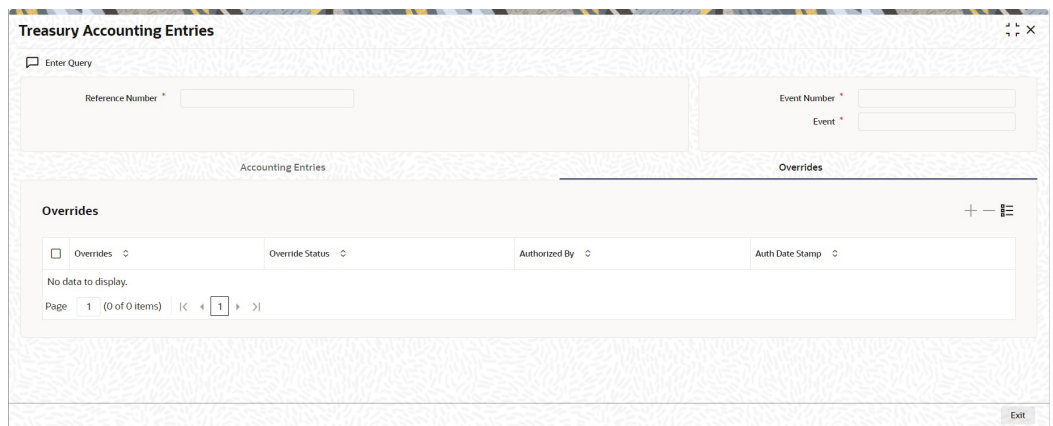 Treasury Accounting Entries
Enter Query
Reference Number *
Event Number *
Event *
Accounting Entries Overrides
Overrides
Overrides Override Status Authorized By Auth Date Stamp
No data to display.
Page 1 (0 of 0 items) 1
Exit